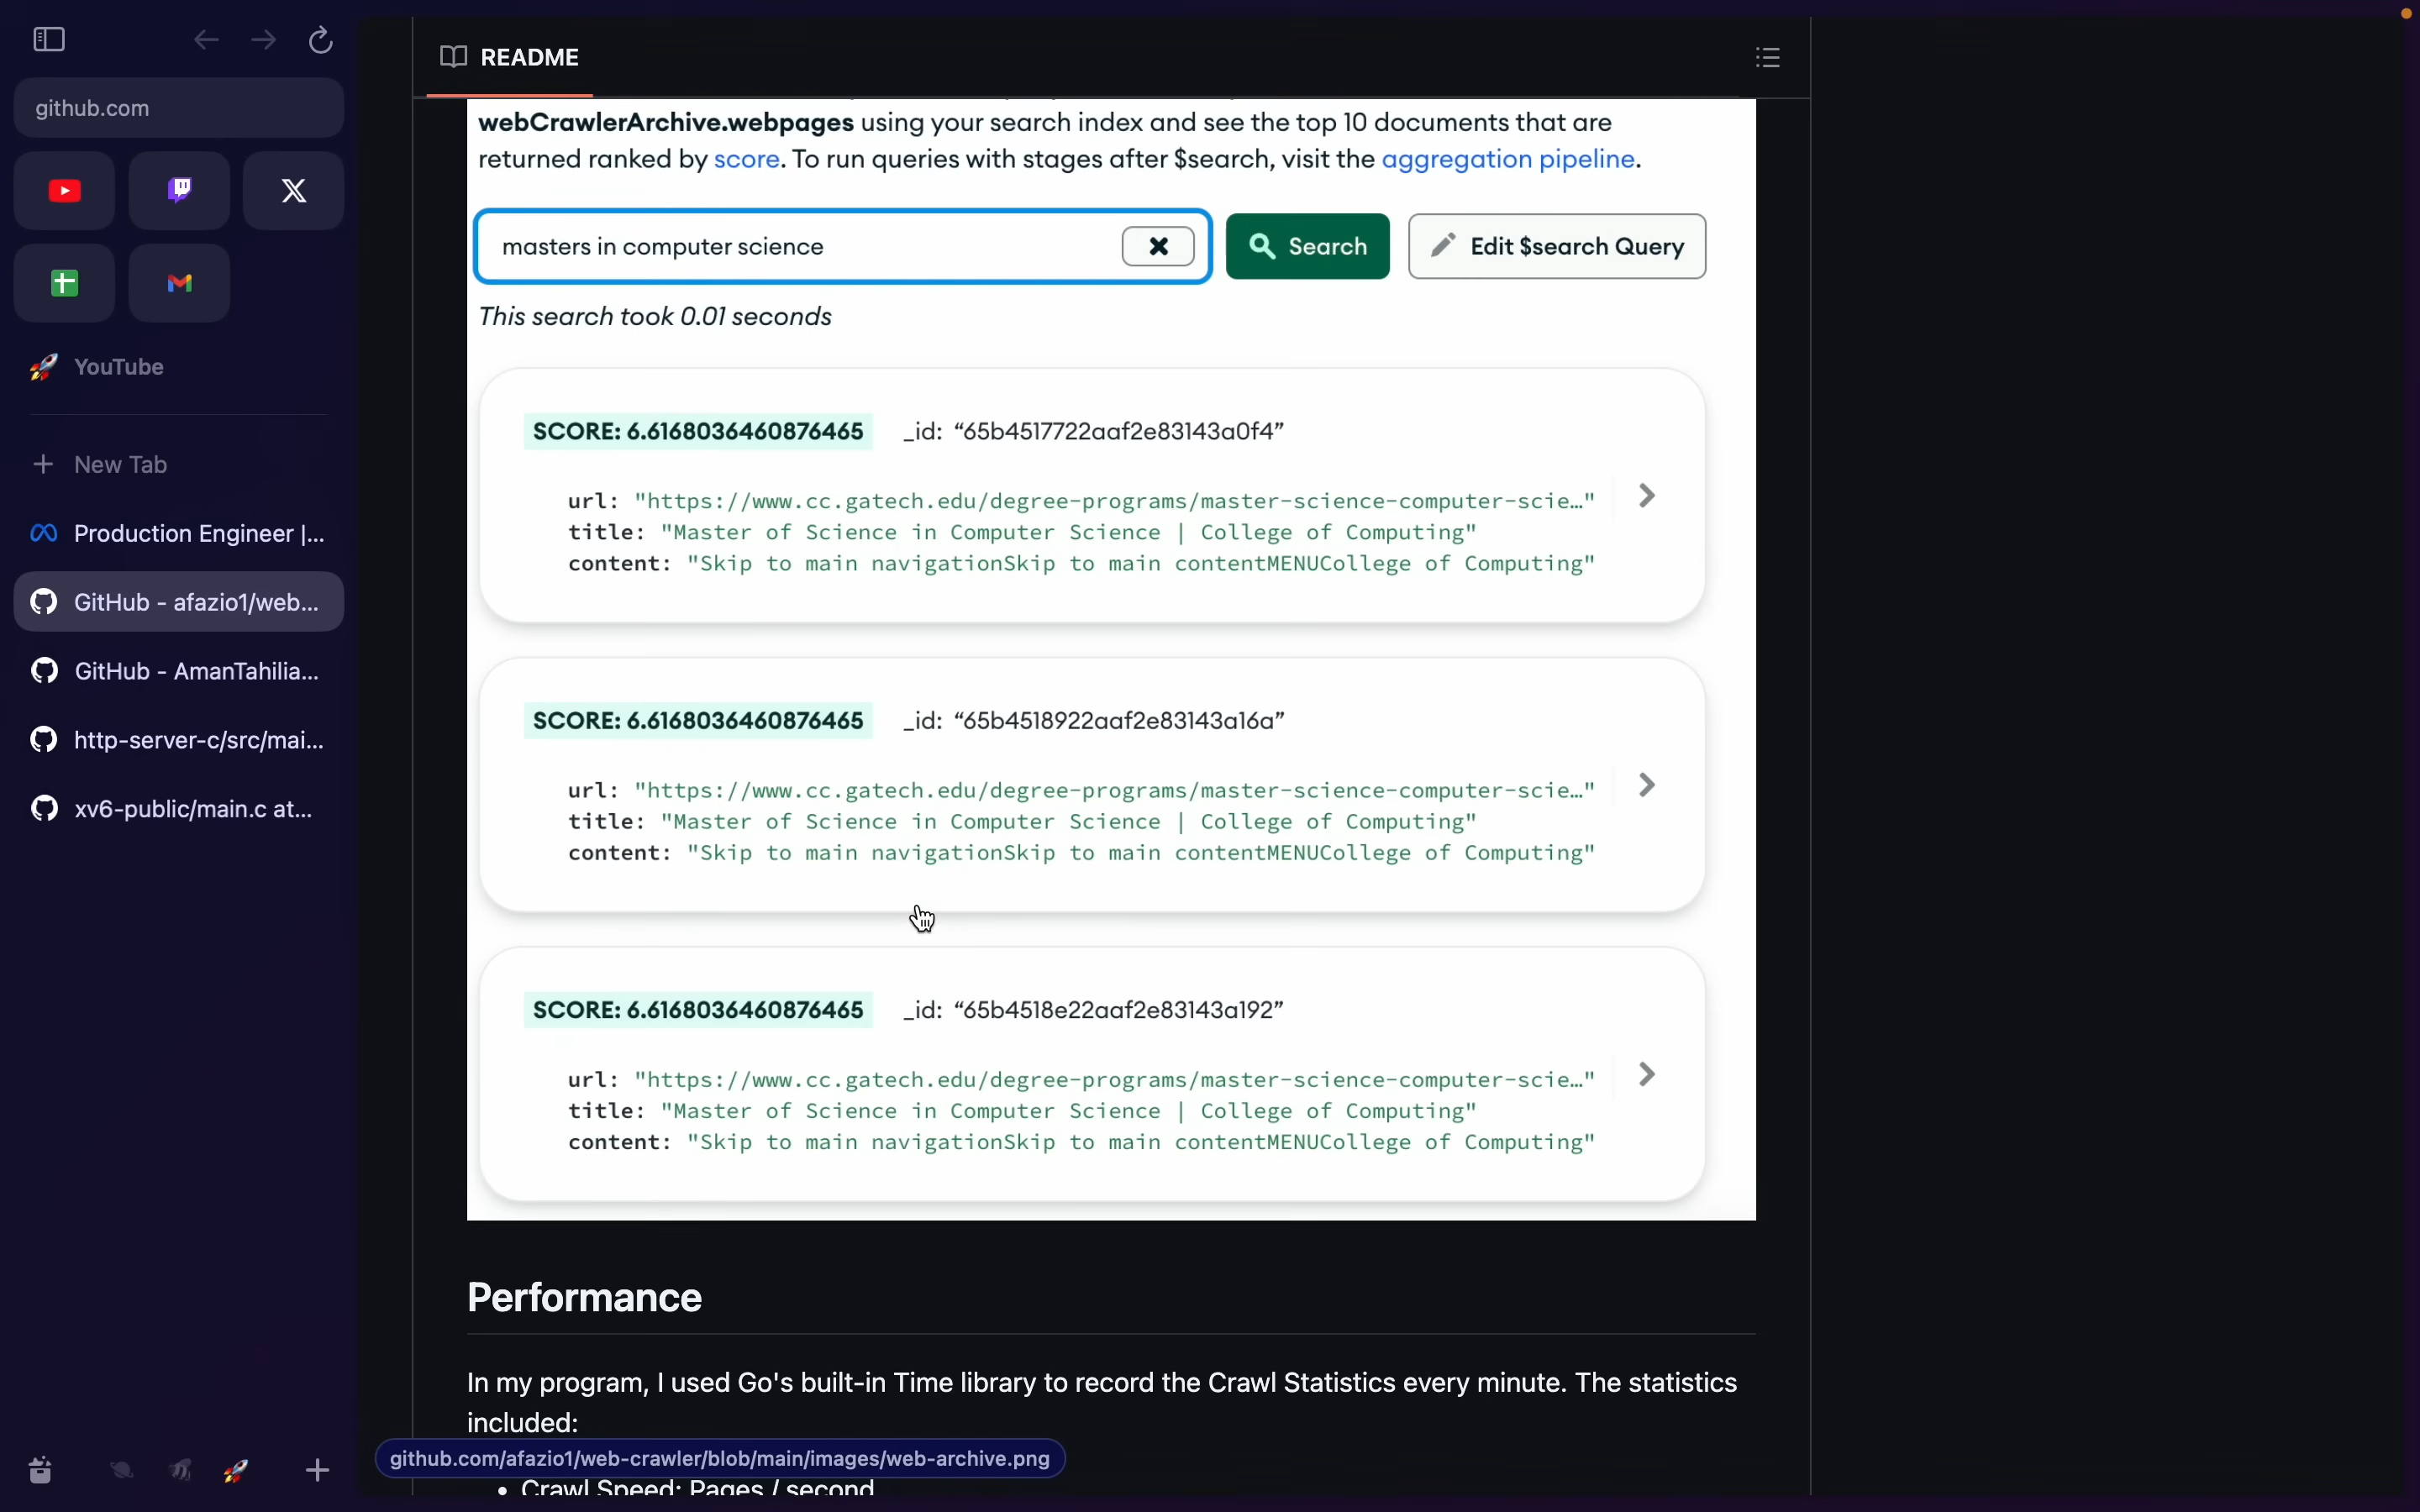 github.com
YouTube
New Tab
Production Engineer |...
GitHub - afazio1/web...
GitHub - AmanTahilia...
http-server-c/src/mai...
xv6-public/main.c at...
README
webCrawlerArchive.webpages using your search index and see the top 10 documents that are
returned ranked by score. To run queries with stages after $search, visit the aggregation pipeline.
masters in computer science
Search
Edit $search Query
This search took 0.01 seconds
SCORE: 6.6168036460876465 _id: “65b4517722aaf2e83143a0f4”
url: "https://www.cc.gatech.edu/degree-programs/master-science-computer-scie…"
title: "Master of Science in Computer Science | College of Computing"
content: "Skip to main navigationSkip to main contentMENUCollege of Computing"
SCORE: 6.6168036460876465 _id: “65b4518922aaf2e83143a16a”
url: "https://www.cc.gatech.edu/degree-programs/master-science-computer-scie…"
title: "Master of Science in Computer Science | College of Computing"
content: "Skip to main navigationSkip to main contentMENUCollege of Computing"
SCORE: 6.6168036460876465 _id: “65b4518e22aaf2e83143a192”
url: "https://www.cc.gatech.edu/degree-programs/master-science-computer-scie…"
title: "Master of Science in Computer Science | College of Computing"
content: "Skip to main navigationSkip to main contentMENUCollege of Computing"
Performance
In my program, I used Go's built-in Time library to record the Crawl Statistics every minute. The statistics
included:
github.com/afazio1/web-crawler/blob/main/images/web-archive.png
• Crawl Speed: Pages / second